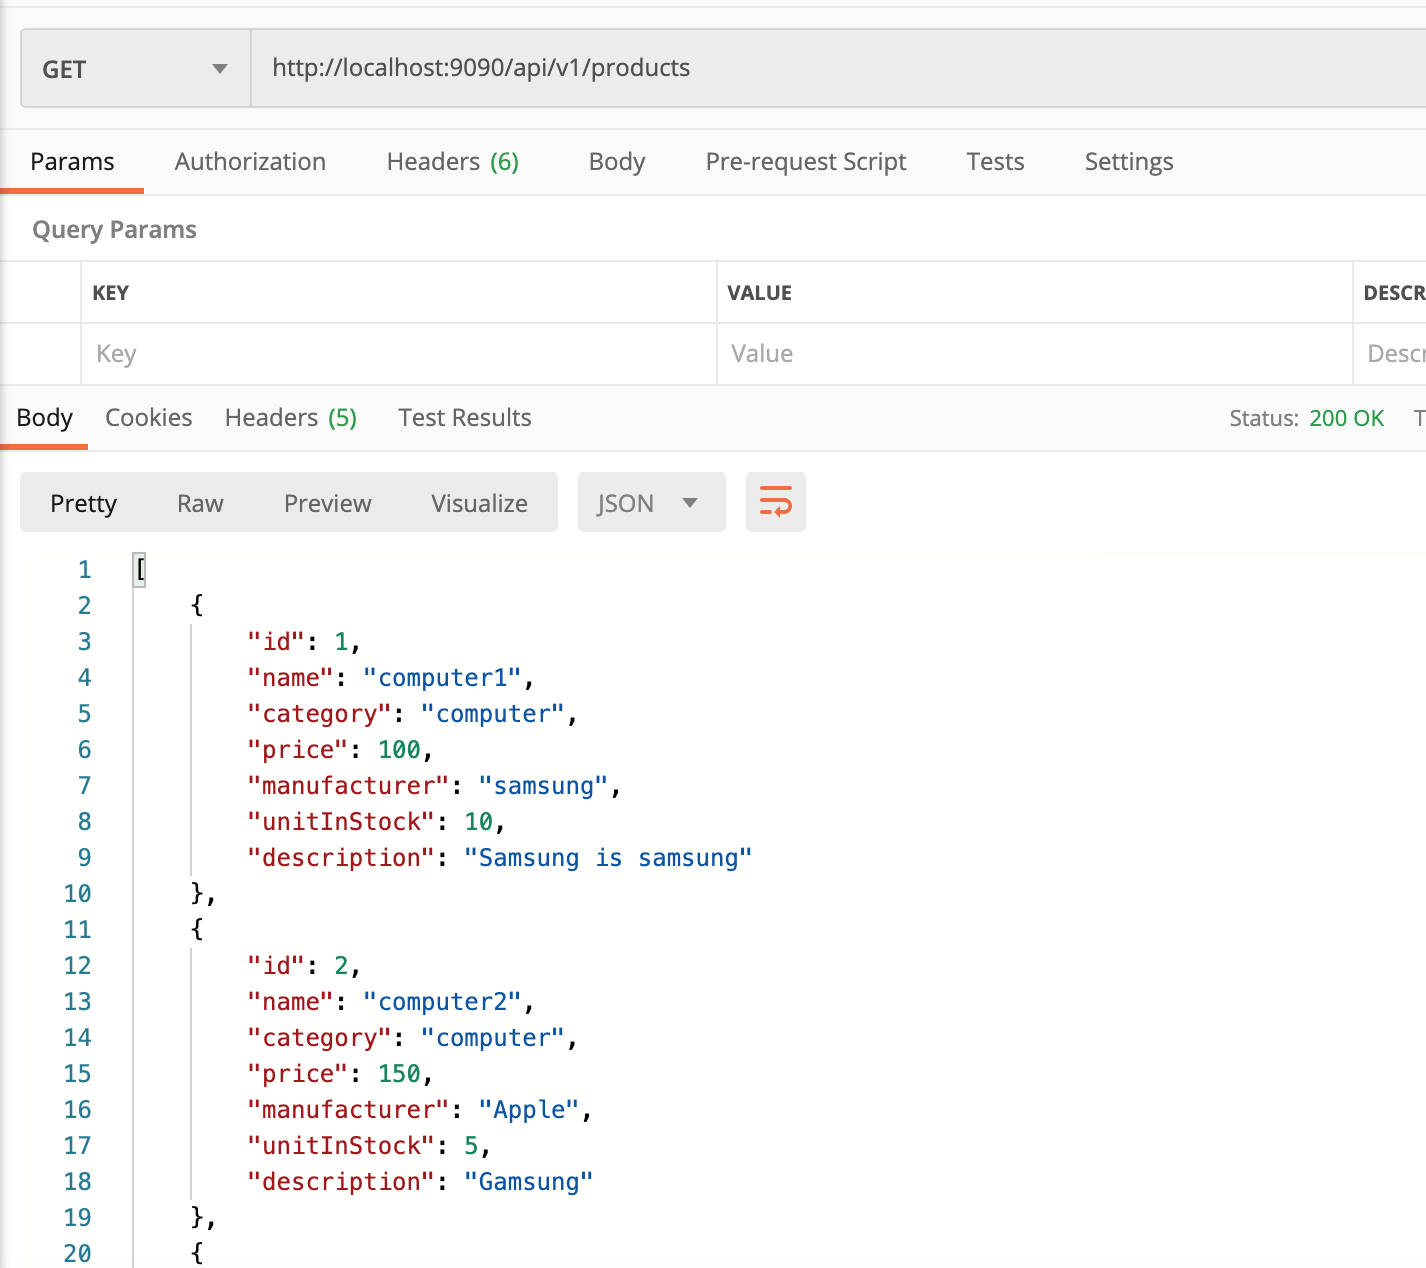 GET http://localhost:9090/api/v1/products
Params Authorization Headers (6) Body Pre-request Script Tests Settings
Query Params
KEY VALUE DESCR
Key Value Descr
Body Cookies Headers (5) Test Results Status: 200 OK T
Pretty Raw Preview Visualize JSON
1 [
2 {
3 "id": 1,
4 "name": "computer1",
5 "category": "computer",
6 "price": 100,
7 "manufacturer": "samsung",
8 "unitInStock": 10,
9 "description": "Samsung is samsung"
10 },
11 {
12 "id": 2,
13 "name": "computer2",
14 "category": "computer",
15 "price": 150,
16 "manufacturer": "Apple",
17 "unitInStock": 5,
18 "description": "Gamsung"
19 },
20 {